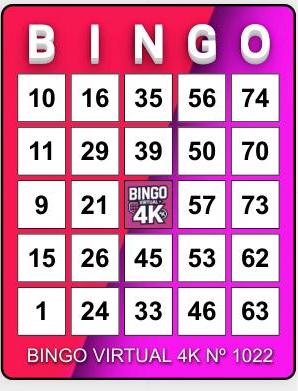 B I N G O
10 16 35 56 74
11 29 39 50 70
9 21 BINGO VIRTUAL 4K 57 73
15 26 45 53 62
1 24 33 46 63
BINGO VIRTUAL 4K Nº 1022